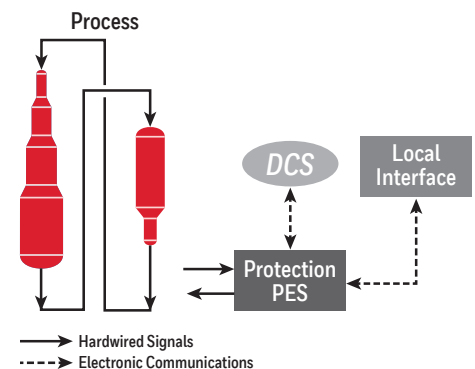 Process
DCS
Local
Interface
Protection
PES
Hardwired Signals
Electronic Communications